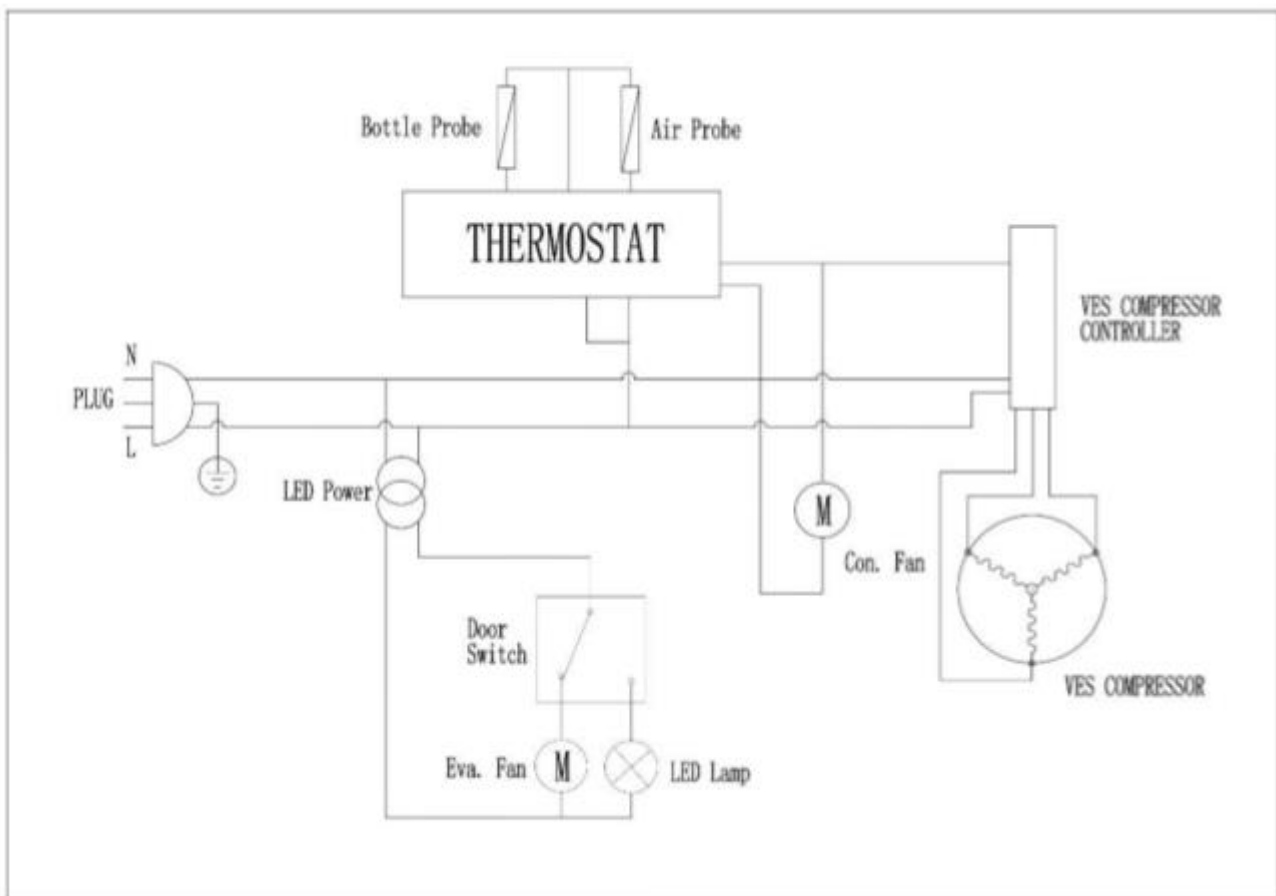 Bottle Probe
Air Probe
THERMOSTAT
VES COMPRESSOR
CONTROLLER
N
PLUG
L
LED Power
M
Con. Fan
Door
Switch
VES COMPRESSOR
Eva. Fan
M
LED Lamp